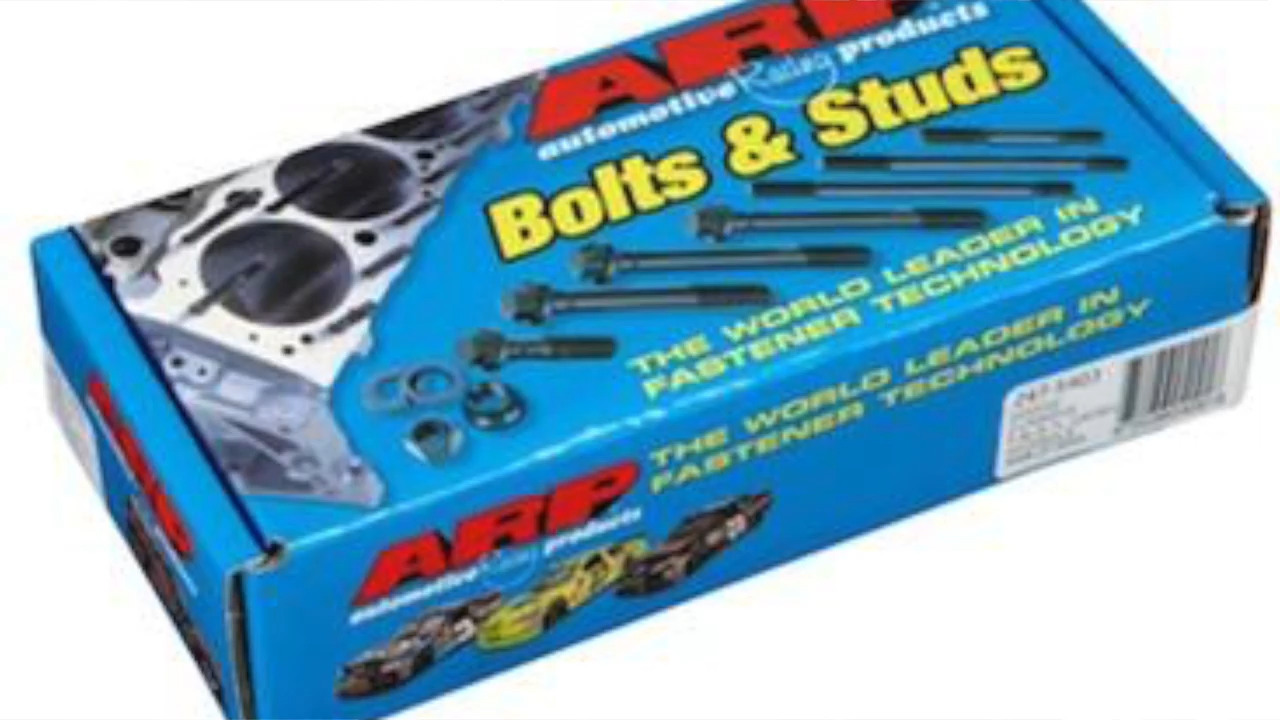 ARP
automotive Racing products
Bolts & Studs
THE WORLD LEADER IN
FASTENER TECHNOLOGY
THE WORLD LEADER IN
FASTENER TECHNOLOGY
ARP
automotive Racing products
ARP